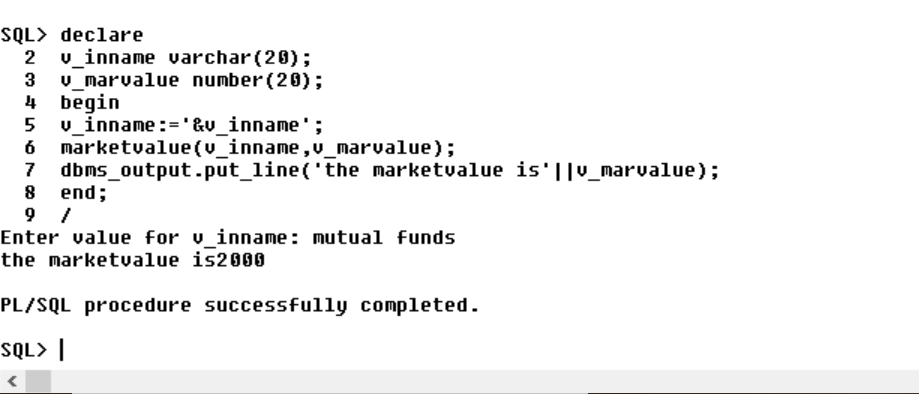 SQL> declare
2 v_inname varchar(20);
3 v_marvalue number(20);
4 begin
5 v_inname:='&v_inname';
6 marketvalue(v_inname,v_marvalue);
7 dbms_output.put_line('the marketvalue is'||v_marvalue);
8 end;
9 /
Enter value for v_inname: mutual funds
the marketvalue is2000
PL/SQL procedure successfully completed.
SQL>